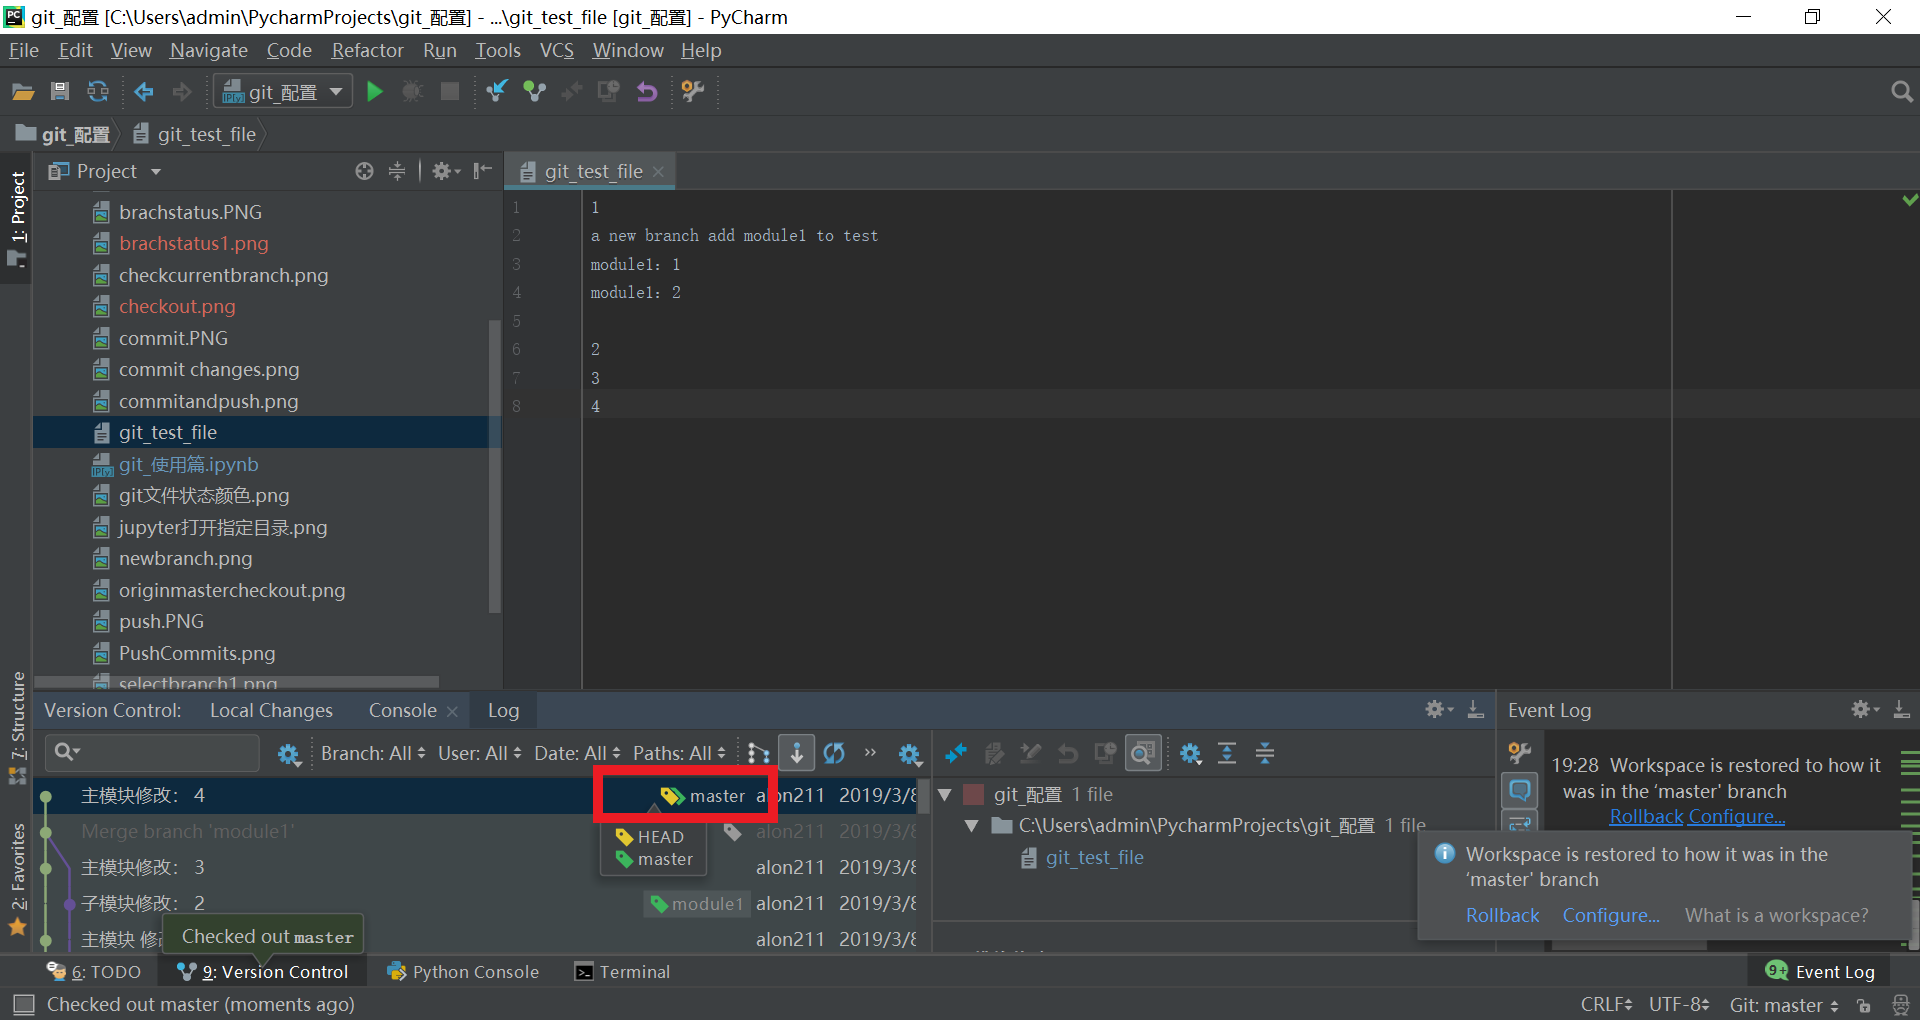 git_配置 [C:\Users\admin\PycharmProjects\git_配置] - ...\git_test_file [git_配置] - PyCharm
File Edit View Navigate Code Refactor Run Tools VCS Window Help
git_配置
git_配置 git_test_file
1: Project
Project
brachstatus.PNG
brachstatus1.png
checkcurrentbranch.png
checkout.png
commit.PNG
commit changes.png
commitandpush.png
git_test_file
git_使用篇.ipynb
git文件状态颜色.png
jupyter打开指定目录.png
newbranch.png
originmastercheckout.png
push.PNG
PushCommits.png
selectbranch1.png
git_test_file
1 1
2 a new branch add module1 to test
3 module1: 1
4 module1: 2
5
6 2
7 3
8 4
7: Structure
2: Favorites
Version Control: Local Changes Console Log
Branch: All User: All Date: All Paths: All
主模块修改： 4 master alon211 2019/3/8
Merge branch 'module1' alon211 2019/3/8
HEAD
master
主模块修改： 3 alon211 2019/3/8
子模块修改： 2 module1 alon211 2019/3/8
主模块 修 alon211 2019/3/8
Checked out master
git_配置 1 file
C:\Users\admin\PycharmProjects\git_配置 1 file
git_test_file
Event Log
19:28 Workspace is restored to how it
was in the 'master' branch
Rollback Configure...
Workspace is restored to how it was in the
'master' branch
Rollback Configure... What is a workspace?
6: TODO 9: Version Control Python Console Terminal 9+ Event Log
Checked out master (moments ago) CRLF UTF-8 Git: master